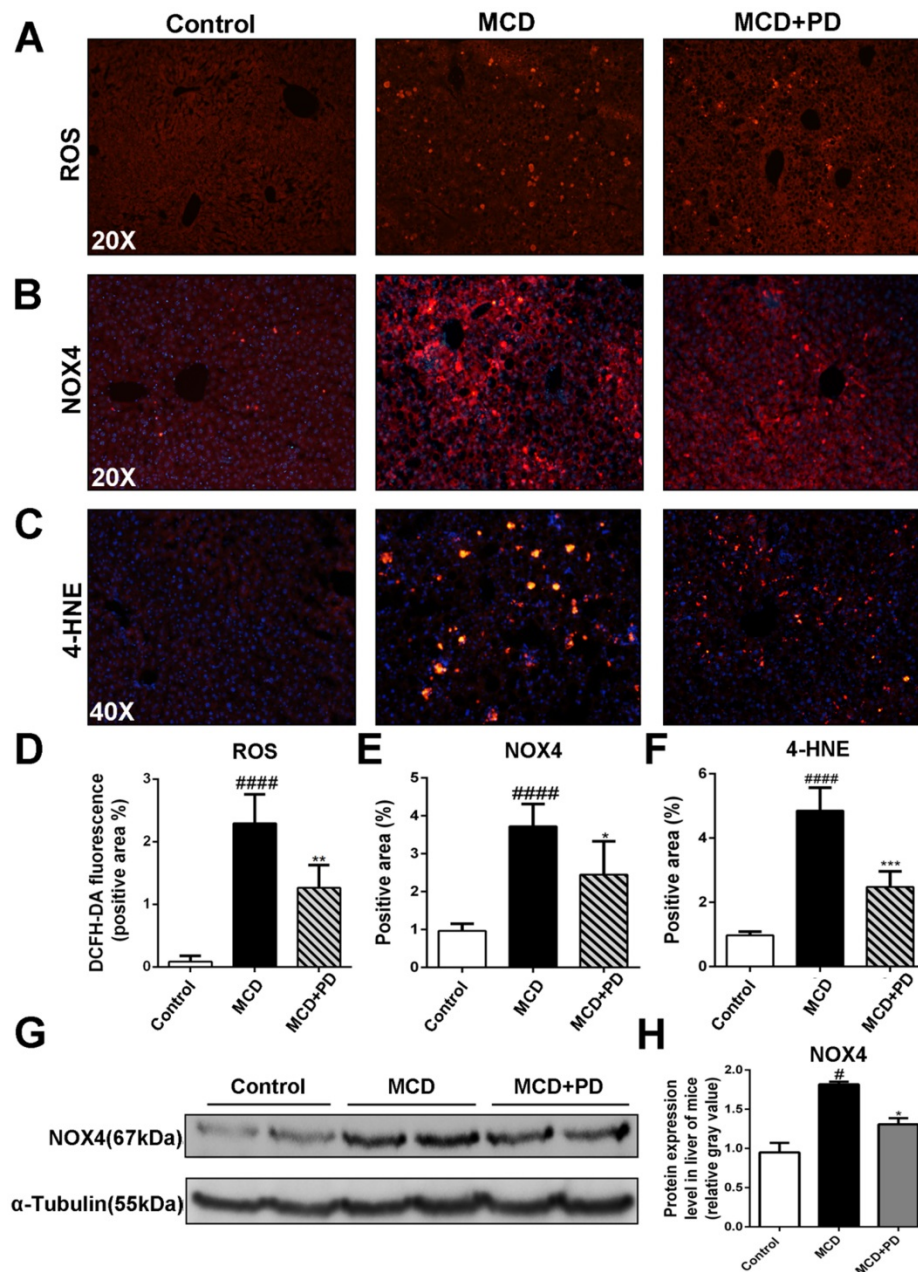 Control MCD MCD+PD
A
ROS
20X
B
NOX4
20X
C
4-HNE
40X
D
ROS
DCFH-DA fluorescence
(positive area %)
3
2
1
0
####
**
Control
MCD
MCD+PD
E
NOX4
Positive area (%)
5
4
3
2
1
0
####
*
Control
MCD
MCD+PD
F
4-HNE
Positive area (%)
6
4
2
0
####
***
Control
MCD
MCD+PD
G
Control MCD MCD+PD
NOX4(67kDa)
α-Tubulin(55kDa)
H
NOX4
Protein expression
level in liver of mice
(relative gray value)
2.0
1.5
1.0
0.5
0.0
#
*
Control
MCD
MCD+PD